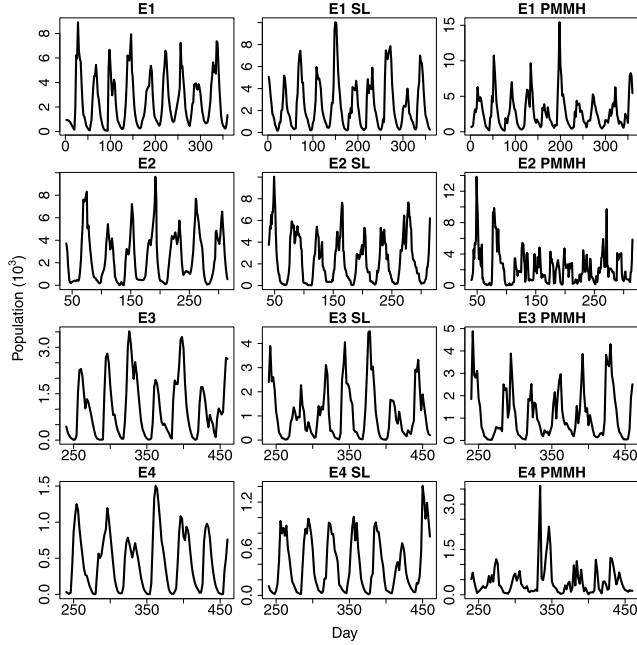 E1 E1 SL E1 PMMH
0 2 4 6 8
0 2 4 6 8
0 5 10 15
0 100 200 300
0 100 200 300
0 100 200 300
E2 E2 SL E2 PMMH
0 2 4 6 8
0 2 4 6 8
0 4 8 12
50 150 250
50 150 250
50 150 250
E3 E3 SL E3 PMMH
0.0 1.5 3.0
0 1 2 3 4
0 1 2 3 4 5
250 350 450
250 350 450
250 350 450
E4 E4 SL E4 PMMH
0.0 0.5 1.0 1.5
0.0 0.6 1.2
0.0 1.5 3.0
250 350 450
250 350 450
250 350 450
Population (10³)
Day